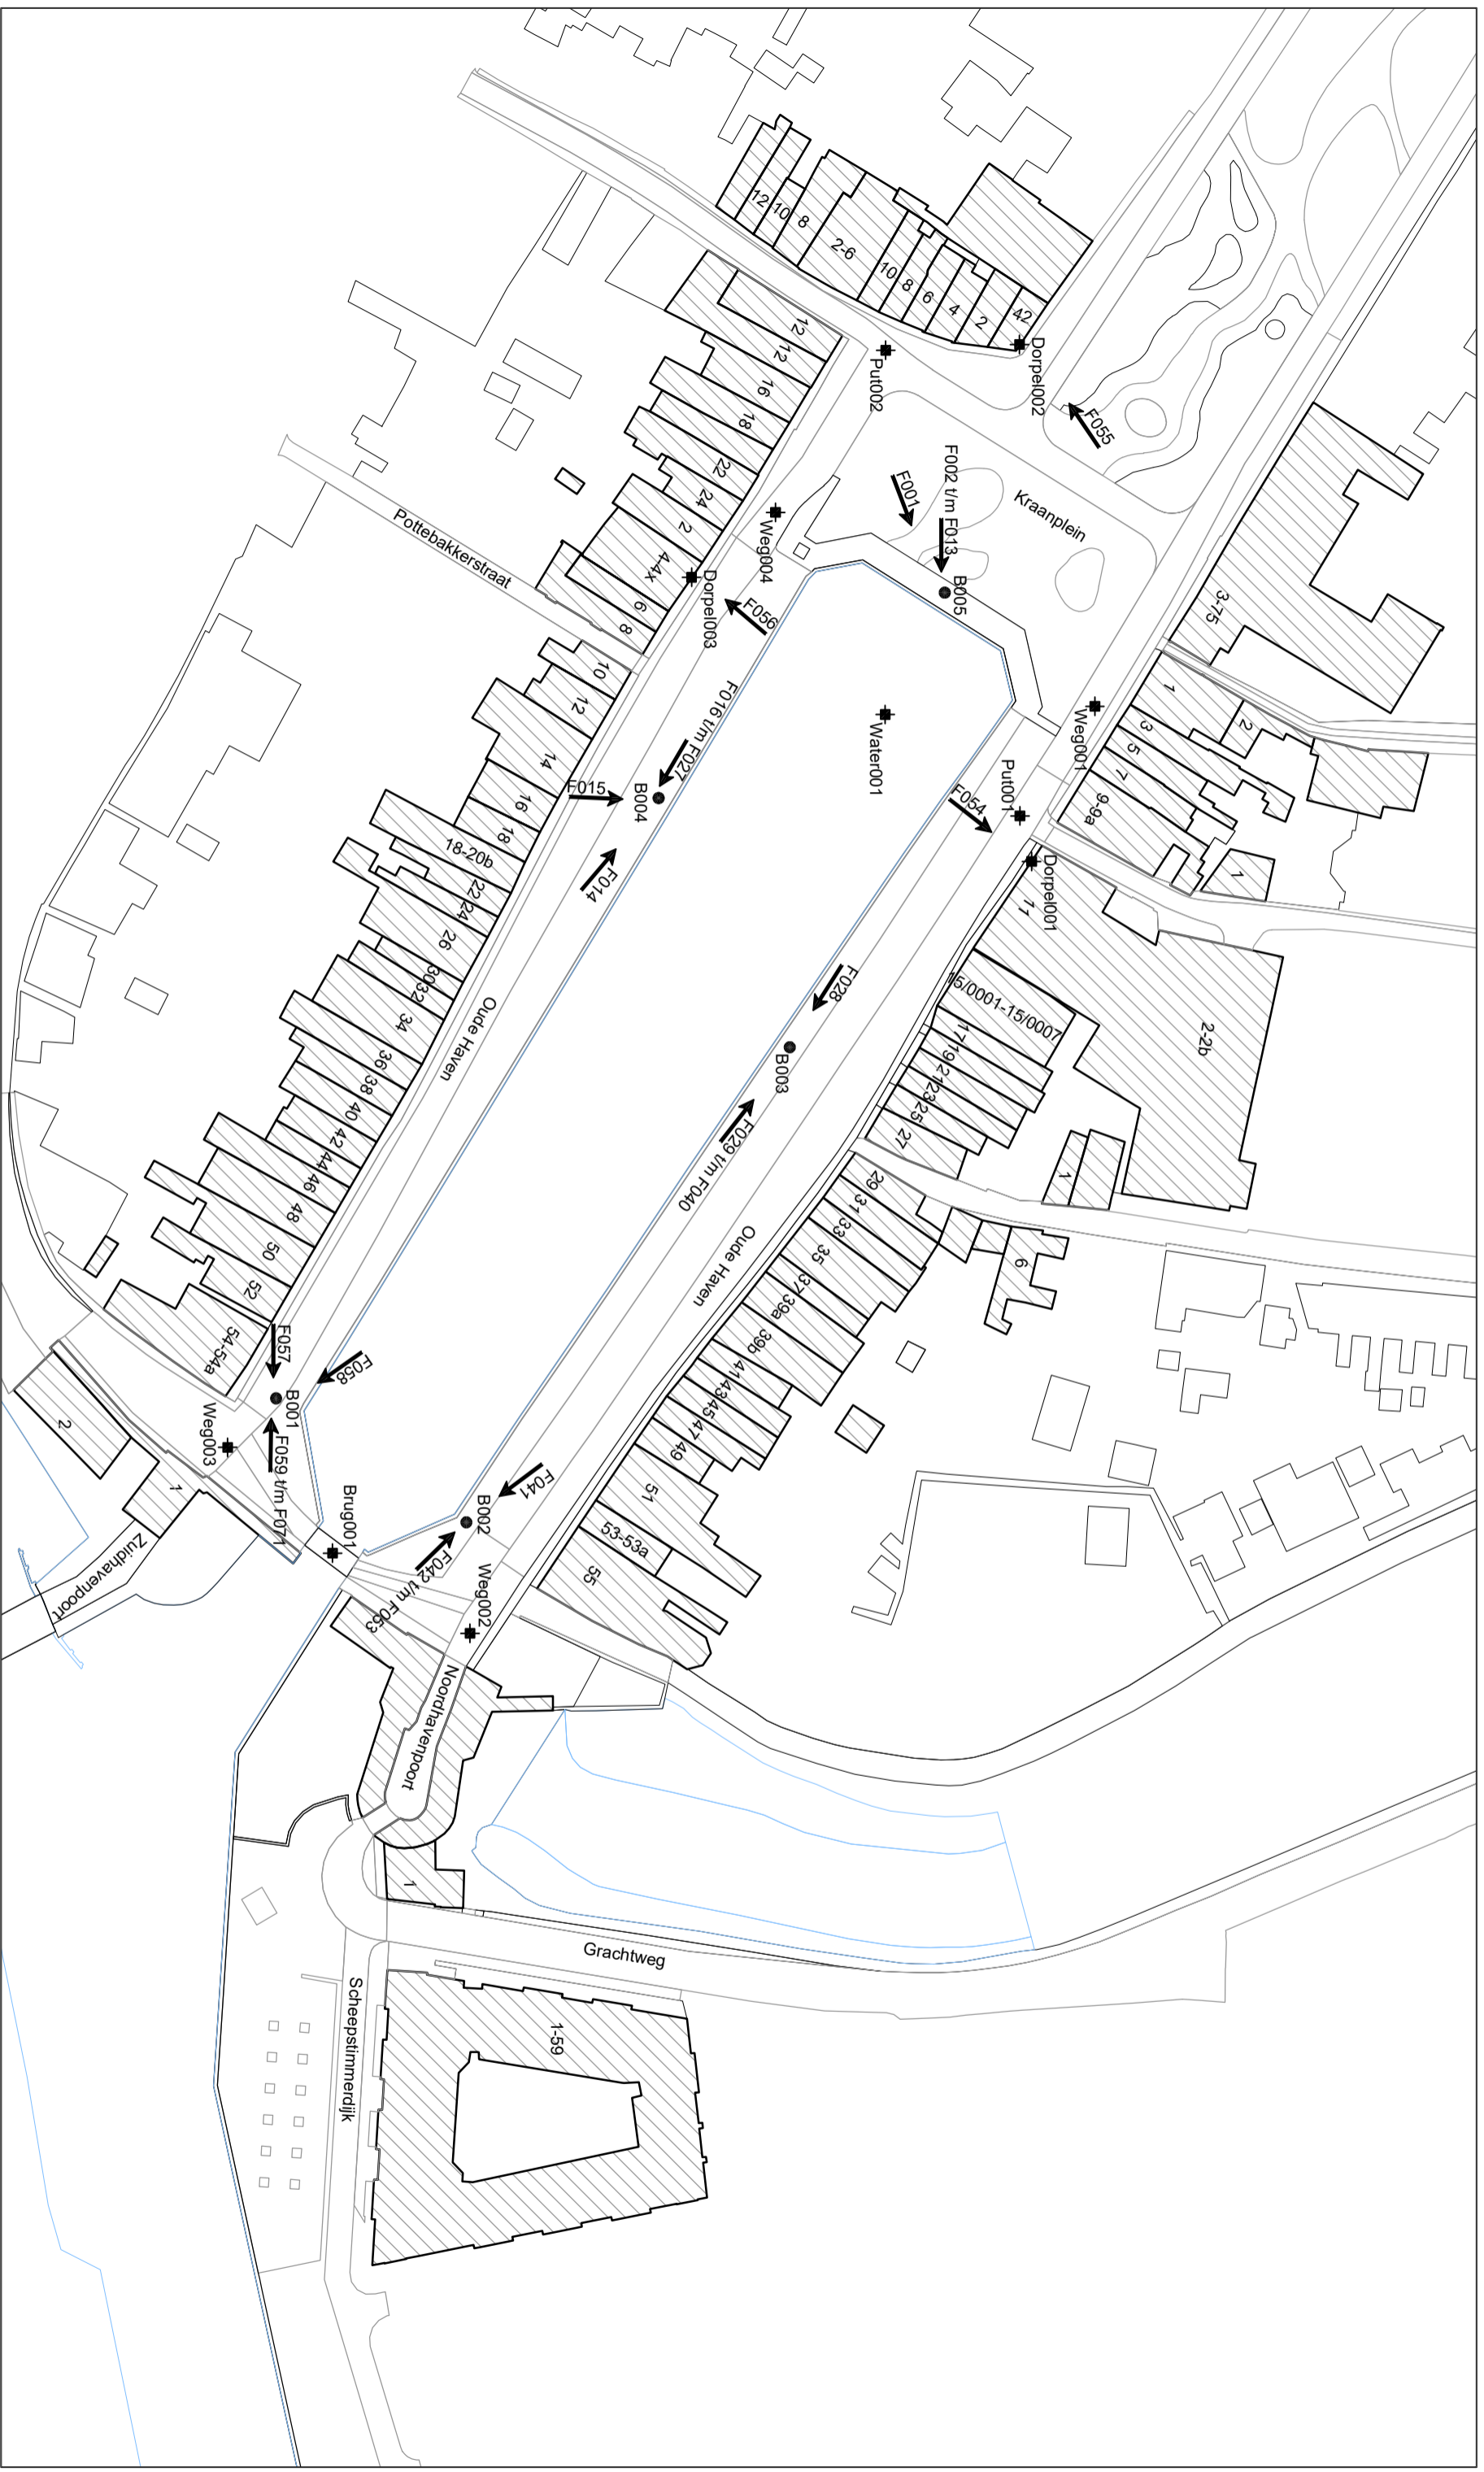 12
10
8
2-6
10
8
6
4
2
42
Dorpel002
Put002
F055
F001
F002 t/m F013
Kraanplein
B005
3-75
12
12
16
18
22
24
2
4-4x
6
8
Weg004
Dorpel003
F056
Pottebakkerstraat
10
12
14
16
18
18-20b
22
24
26
30
32
34
36
38
40
42
44
46
48
50
52
54-54a
F016 t/m F027
F015
B004
F014
Oude Haven
Water001
Weg001
Put001
F054
Dorpel001
1
2
3
5
7
9-9a
1
11
15/0001-15/0007
17
19
21
23
25
27
2-2b
1
29
31
33
35
37
39a
39b
41
43
45
47
49
51
53-53a
55
6
F028
B003
F029 t/m F040
Oude Haven
F057
F058
B001
Weg003
F059 t/m F071
Brug001
F041
B002
F042 t/m F053
Weg002
2
1
Zuidhavenpoort
Noordhavenpoort
1
Grachtweg
Scheepstimmerdijk
1-59